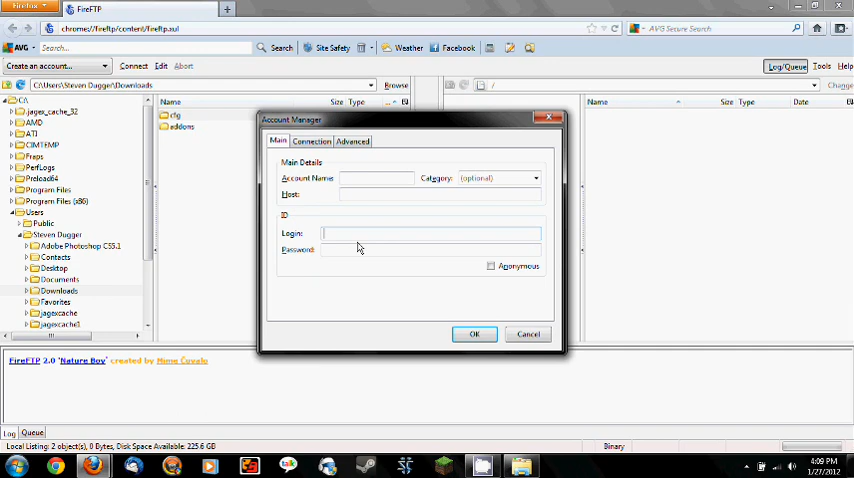 Firefox
FireFTP
chrome://fireftp/content/fireftp.xul
AVG Secure Search
AVG
Search...
Search
Site Safety
Weather
Facebook
Create an account...
Connect
Edit
Abort
Log/Queue
Tools
Help
C:\Users\Steven Dugger\Downloads
Browse
/
Change
C:\
.jagex_cache_32
AMD
ATI
CIMTEMP
Fraps
PerfLogs
Preload64
Program Files
Program Files (x86)
Users
Public
Steven Dugger
Adobe Photoshop CS5.1
Contacts
Desktop
Documents
Downloads
Favorites
jagexcache
jagexcache1
Name
Size
Type
cfg
addons
Name
Size
Type
Date
Account Manager
Main
Connection
Advanced
Main Details
Account Name:
Category:
(optional)
Host:
ID
Login:
Password:
Anonymous
OK
Cancel
FireFTP 2.0 'Nature Boy' created by Mime Čuvalo
Log
Queue
Local Listing: 2 object(s), 0 Bytes, Disk Space Available: 225.6 GB
Binary
talk
4:09 PM
1/27/2012